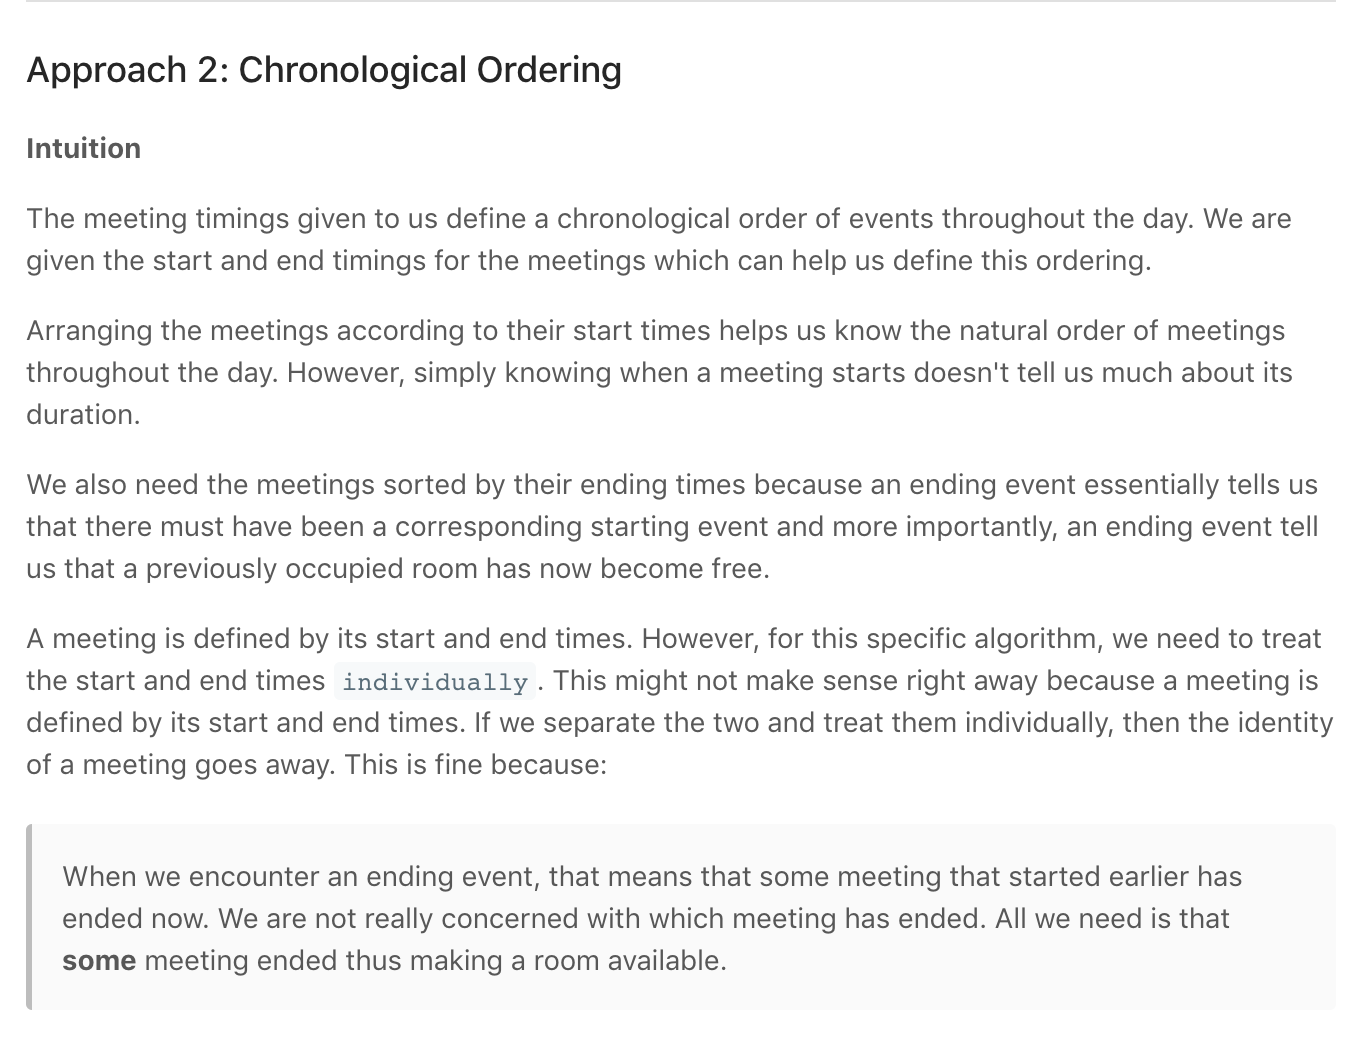 Approach 2: Chronological Ordering
Intuition
The meeting timings given to us define a chronological order of events throughout the day. We are
given the start and end timings for the meetings which can help us define this ordering.
Arranging the meetings according to their start times helps us know the natural order of meetings
throughout the day. However, simply knowing when a meeting starts doesn't tell us much about its
duration.
We also need the meetings sorted by their ending times because an ending event essentially tells us
that there must have been a corresponding starting event and more importantly, an ending event tell
us that a previously occupied room has now become free.
A meeting is defined by its start and end times. However, for this specific algorithm, we need to treat
the start and end times individually. This might not make sense right away because a meeting is
defined by its start and end times. If we separate the two and treat them individually, then the identity
of a meeting goes away. This is fine because:
When we encounter an ending event, that means that some meeting that started earlier has
ended now. We are not really concerned with which meeting has ended. All we need is that
some meeting ended thus making a room available.